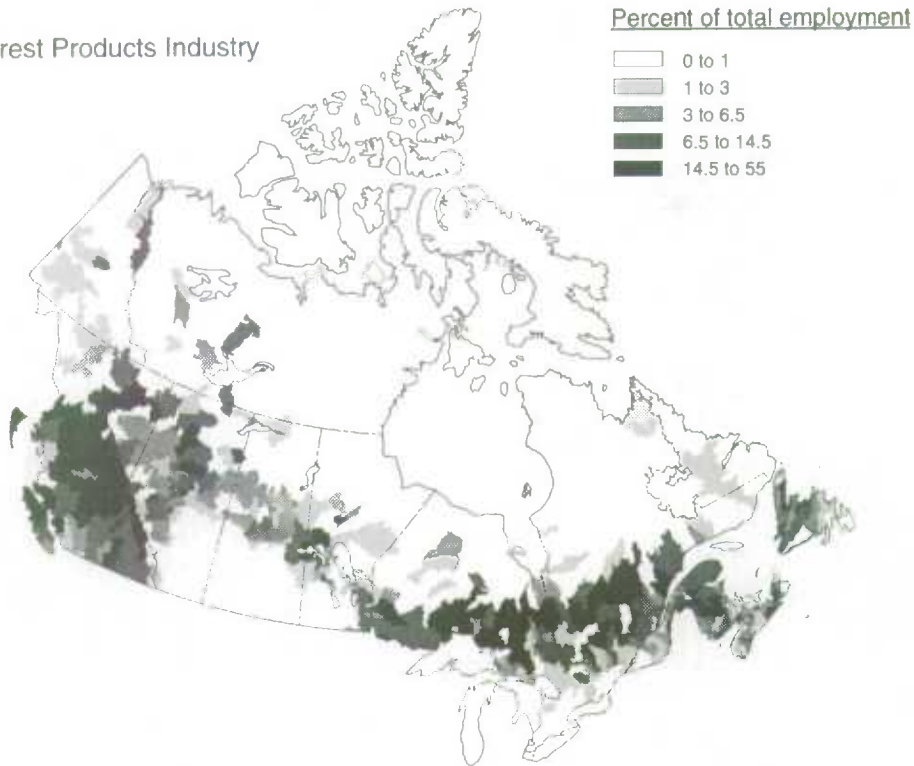 rest Products Industry
Percent of total employment
0 to 1
1 to 3
3 to 6.5
6.5 to 14.5
14.5 to 55